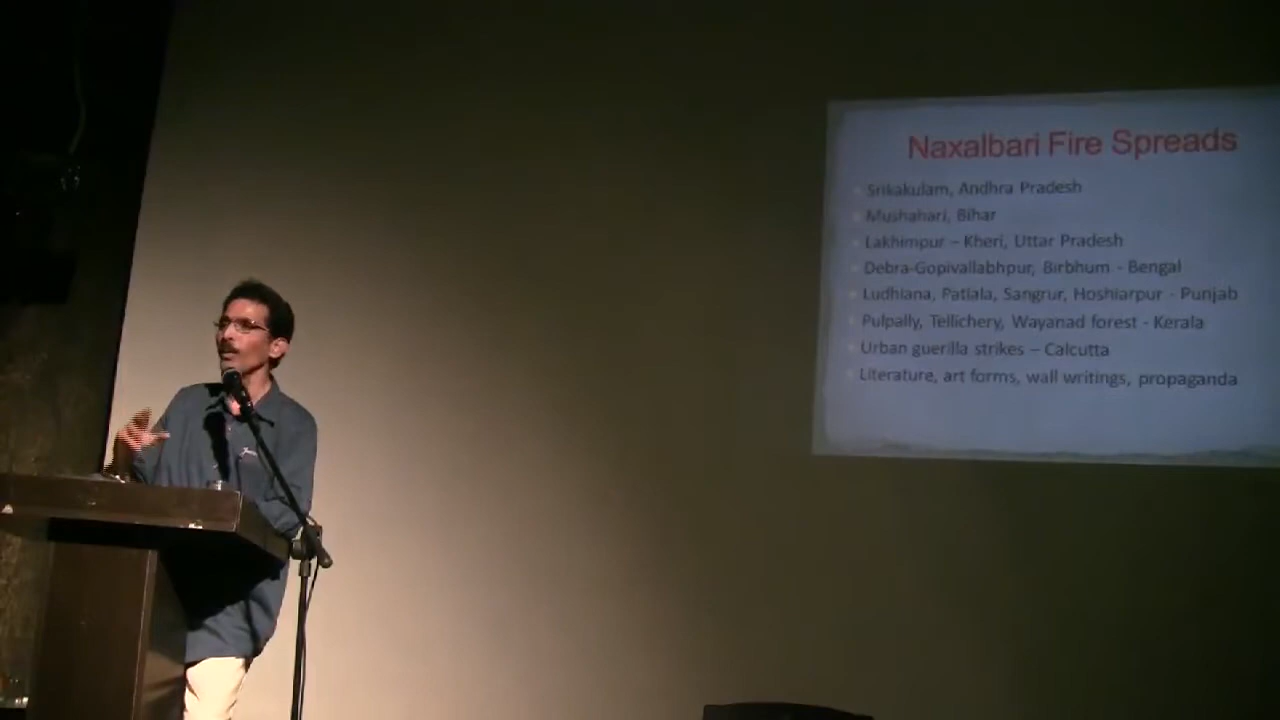 Naxalbari Fire Spreads
Srikakulam, Andhra Pradesh
Mushahari, Bihar
Lakhimpur – Kheri, Uttar Pradesh
Debra-Gopivallabhpur, Birbhum - Bengal
Ludhiana, Patiala, Sangrur, Hoshiarpur - Punjab
Pulpally, Tellichery, Wayanad forest - Kerala
Urban guerilla strikes – Calcutta
Literature, art forms, wall writings, propaganda